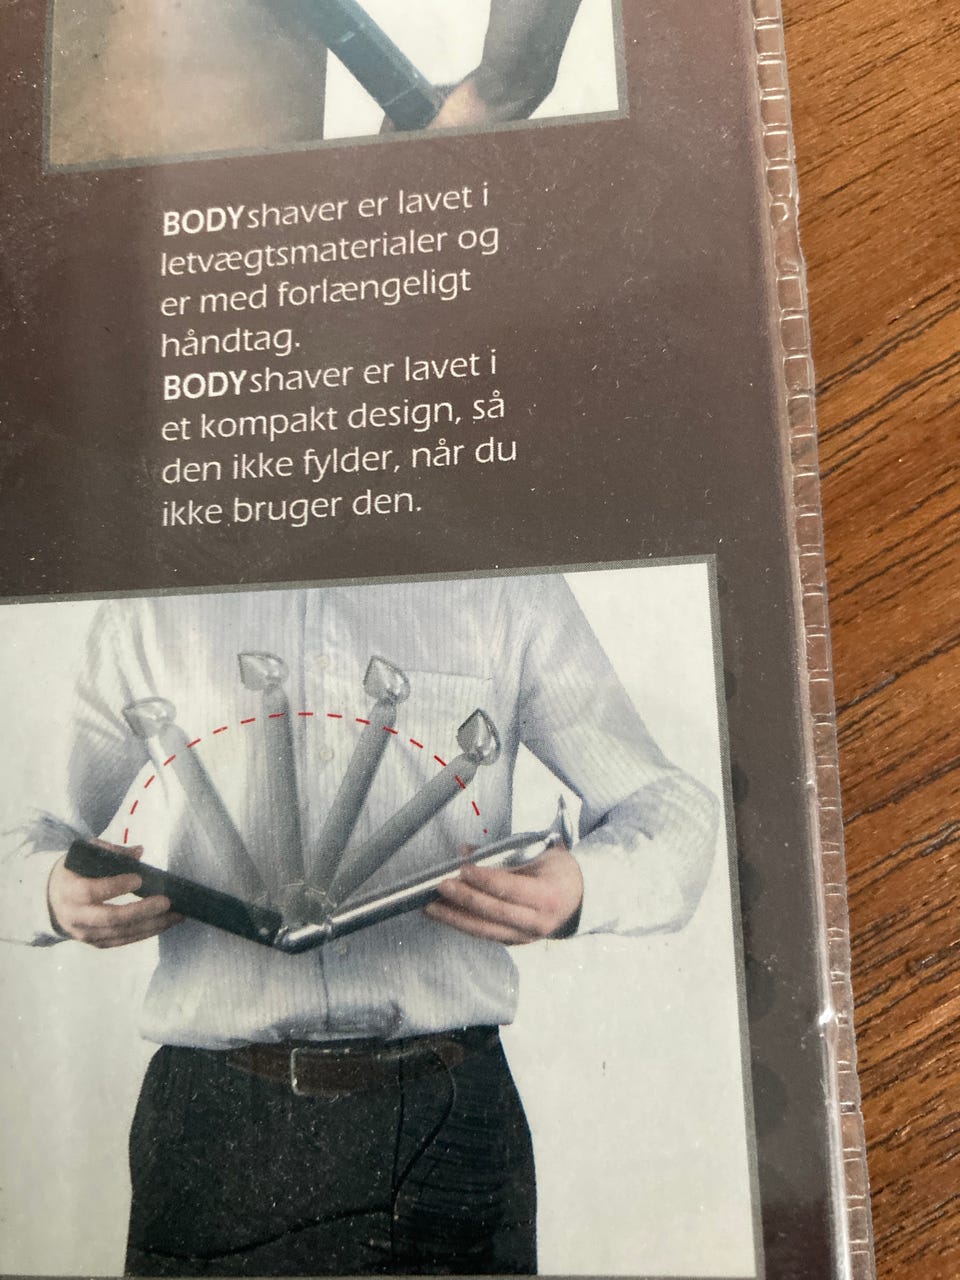 BODYshaver er lavet i
letvægtsmaterialer og
er med forlængeligt
håndtag.
BODYshaver er lavet i
et kompakt design, så
den ikke fylder, når du
ikke bruger den.